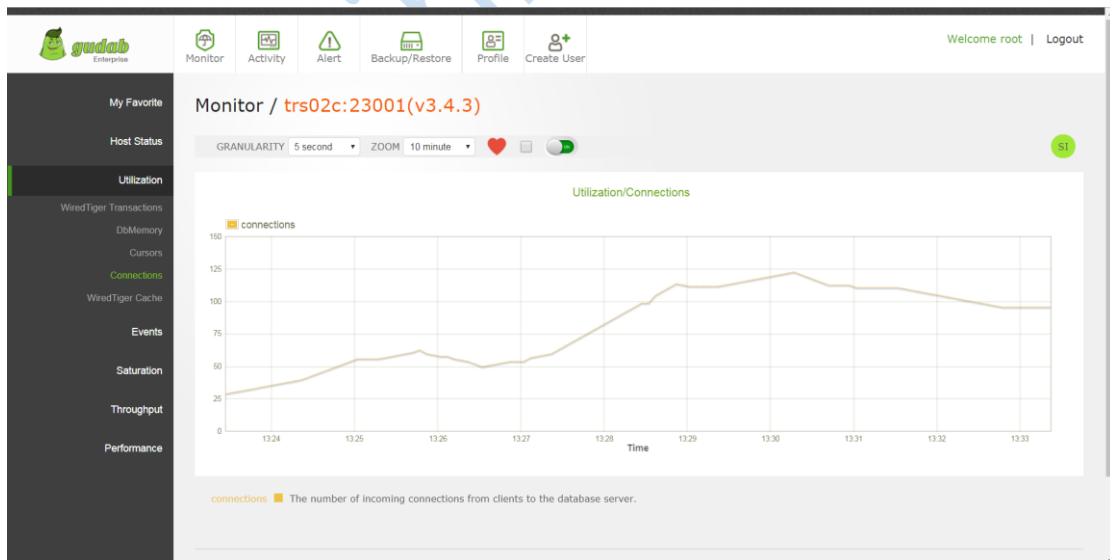 gudab
Enterprise
Monitor
Activity
Alert
Backup/Restore
Profile
Create User
Welcome root | Logout
My Favorite
Host Status
Utilization
WiredTiger Transactions
DbMemory
Cursors
Connections
WiredTiger Cache
Events
Saturation
Throughput
Performance
Monitor / trs02c:23001(v3.4.3)
GRANULARITY 5 second ZOOM 10 minute
SI
Utilization/Connections
connections
150
125
100
75
50
25
0
13:24 13:25 13:26 13:27 13:28 13:29 13:30 13:31 13:32 13:33
Time
connections The number of incoming connections from clients to the database server.